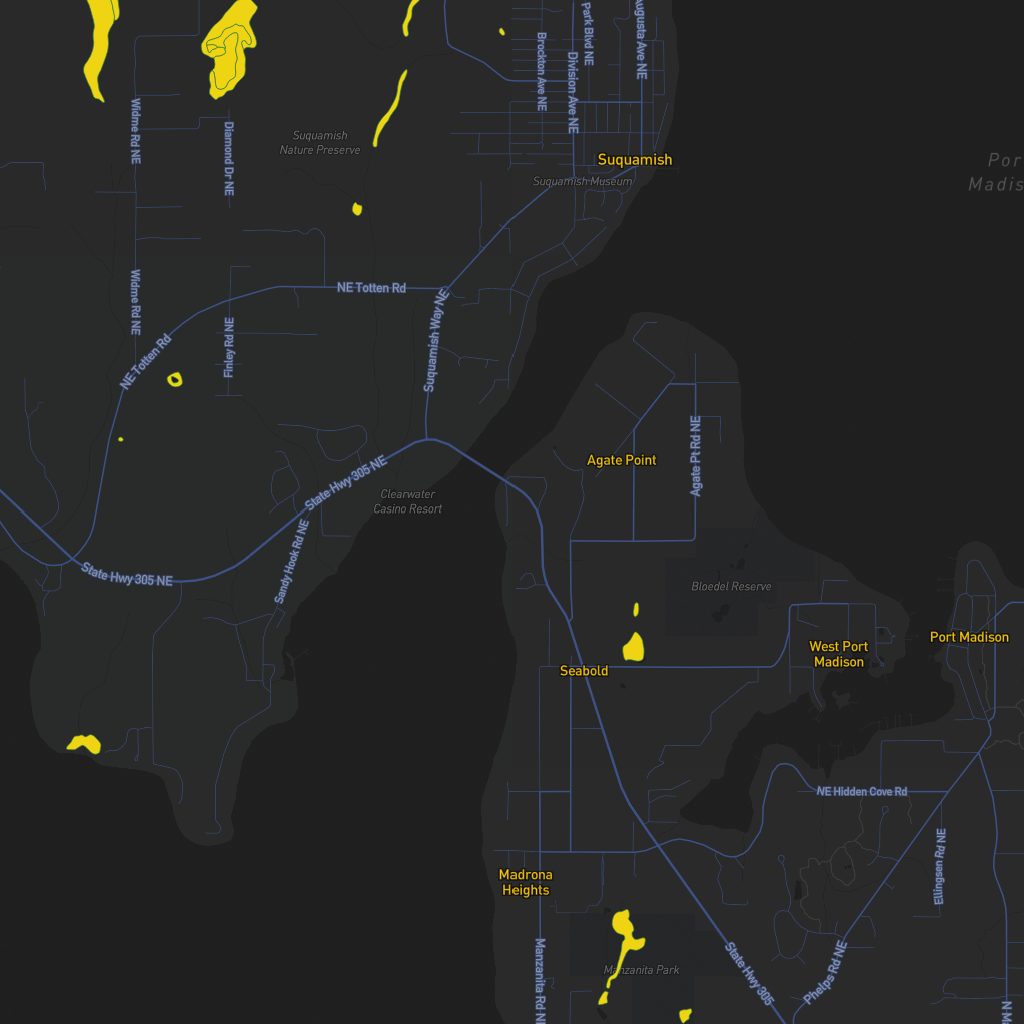 Park Blvd NE
Augusta Ave NE
Brockton Ave NE
Division Ave NE
Widme Rd NE
Diamond Dr NE
Suquamish
Nature Preserve
Suquamish
Suquamish Museum
Por
Madis
Widme Rd NE
NE Totten Rd
Suquamish Way NE
Finley Rd NE
NE Totten Rd
Agate Point
Agate Pt Rd NE
State Hwy 305 NE
Clearwater
Casino Resort
Sandy Hook Rd NE
State Hwy 305 NE
Bloedel Reserve
Port Madison
West Port
Madison
Seabold
NE Hidden Cove Rd
Ellingsen Rd NE
Madrona
Heights
Manzanita Rd NE
Manzanita Park
State Hwy 305
Phelps Rd NE